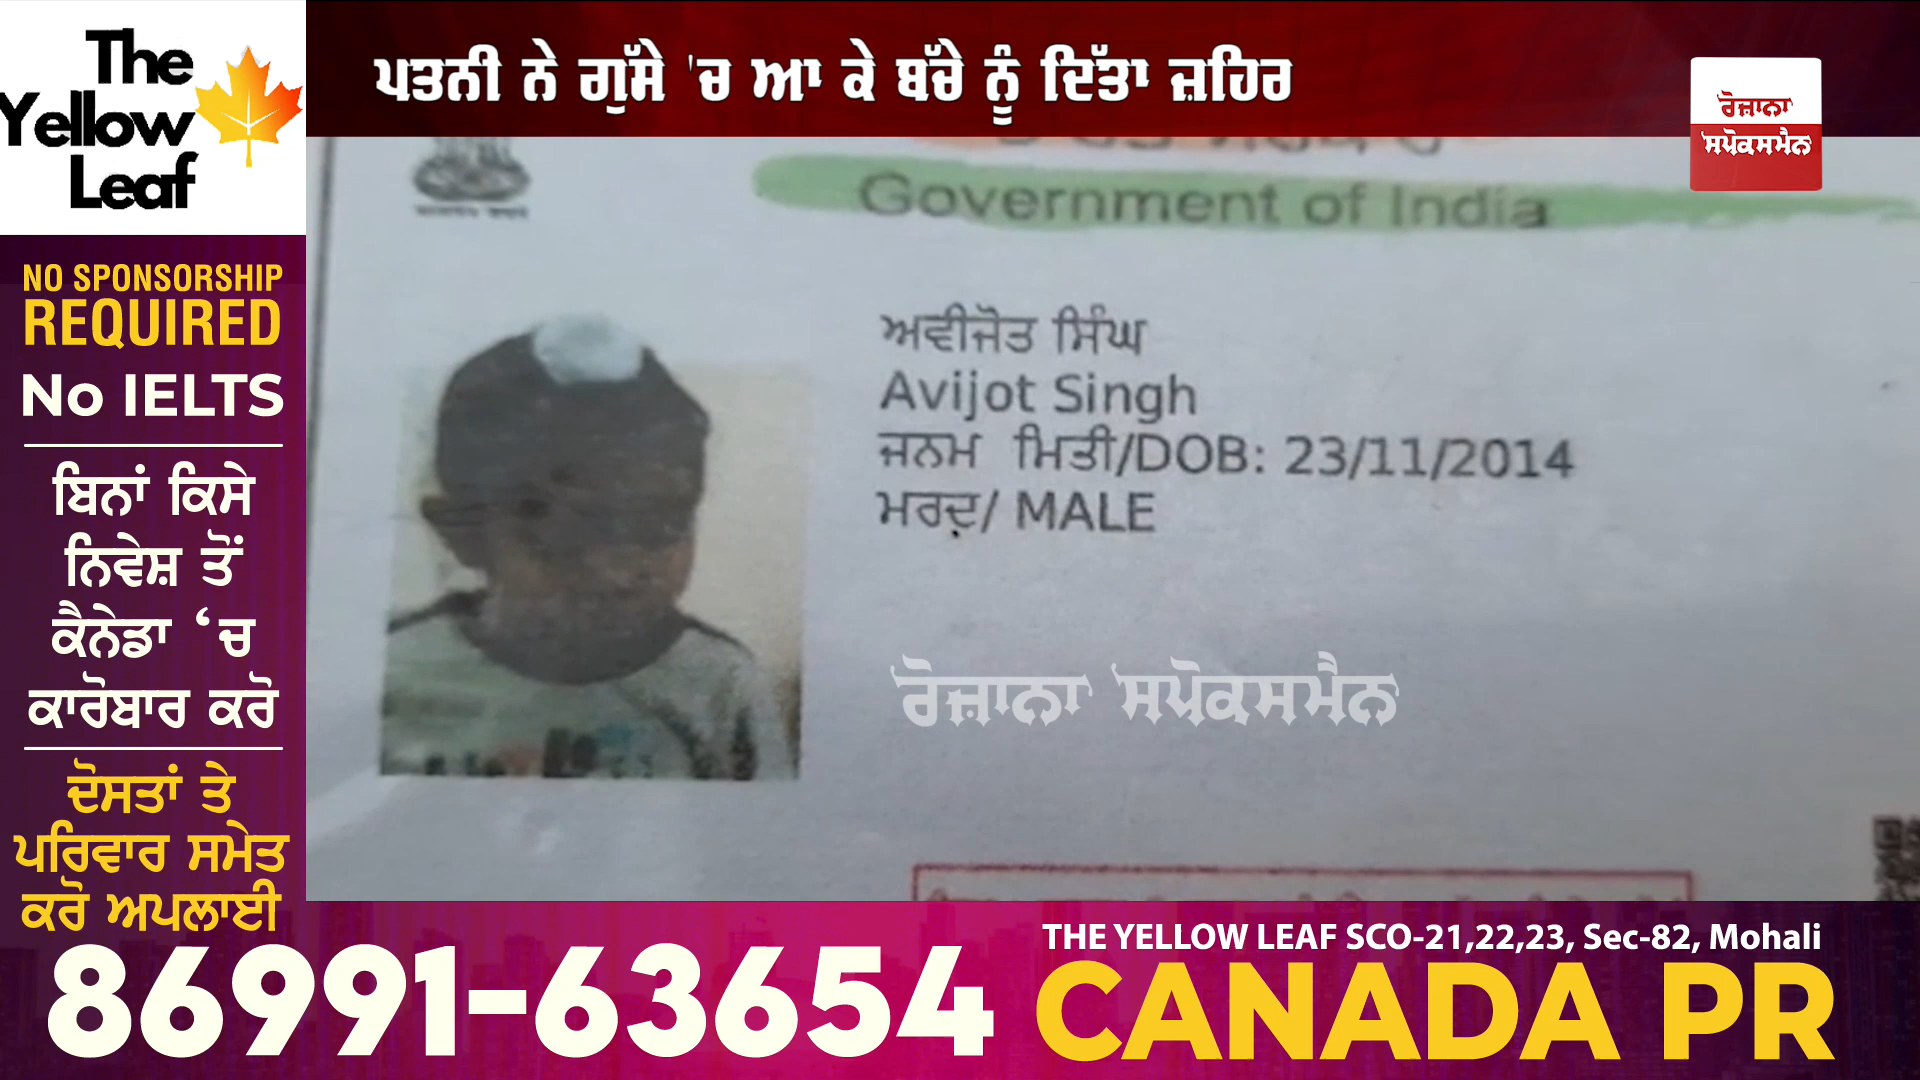 The
Yellow
Leaf
ਪਤਨੀ ਨੇ ਗੁੱਸੇ 'ਚ ਆ ਕੇ ਬੱਚੇ ਨੂੰ ਦਿੱਤਾ ਜ਼ਹਿਰ
ਰੋਜ਼ਾਨਾ
ਸਪੋਕਸਮੈਨ
NO SPONSORSHIP
REQUIRED
No IELTS
ਬਿਨਾਂ ਕਿਸੇ
ਨਿਵੇਸ਼ ਤੋਂ
ਕੈਨੇਡਾ ‘ਚ
ਕਾਰੋਬਾਰ ਕਰੋ
ਦੋਸਤਾਂ ਤੇ
ਪਰਿਵਾਰ ਸਮੇਤ
ਕਰੋ ਅਪਲਾਈ
Government of India
ਅਵੀਜੋਤ ਸਿੰਘ
Avijot Singh
ਜਨਮ ਮਿਤੀ/DOB: 23/11/2014
ਮਰਦ/ MALE
ਰੋਜ਼ਾਨਾ ਸਪੋਕਸਮੈਨ
86991-63654
THE YELLOW LEAF SCO-21,22,23, Sec-82, Mohali
CANADA PR